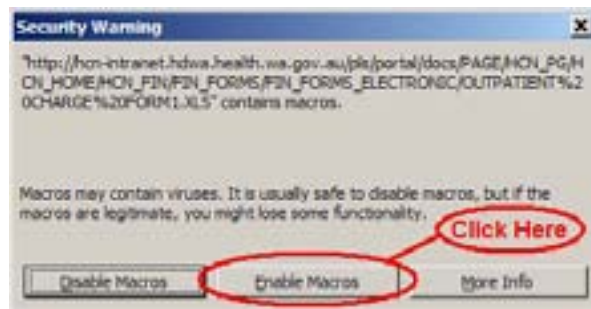 Security Warning
"http://hcn-intranet.hdwa.health.wa.gov.au/pls/portal/docs/PAGE/HCN_PG/H
CN_HOME/HCN_FIN/FIN_FORMS/FIN_FORMS_ELECTRONIC/OUTPATIENT%2
0CHARGE%20FORM1.XLS" contains macros.
Macros may contain viruses. It is usually safe to disable macros, but if the
macros are legitimate, you might lose some functionality.
Click Here
Disable Macros Enable Macros More Info